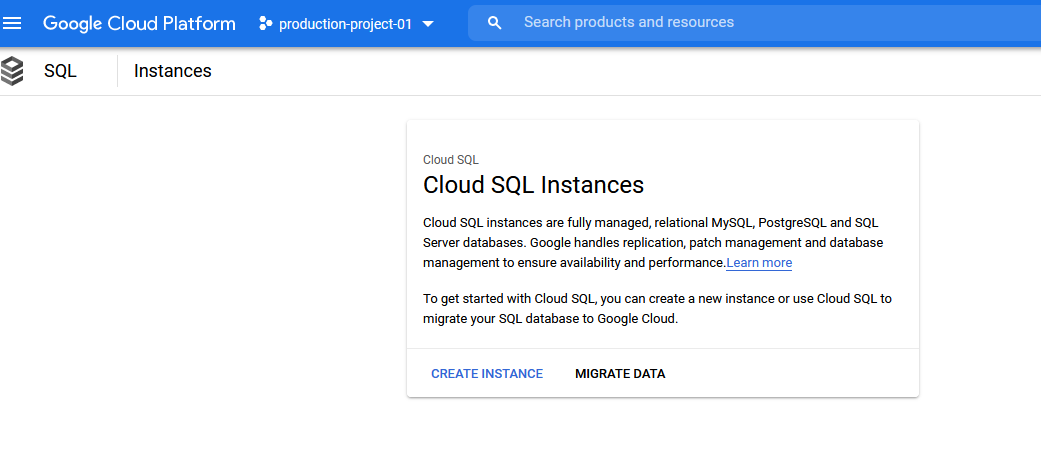 Google Cloud Platform
production-project-01
Search products and resources
SQL
Instances
Cloud SQL
Cloud SQL Instances
Cloud SQL instances are fully managed, relational MySQL, PostgreSQL and SQL
Server databases. Google handles replication, patch management and database
management to ensure availability and performance.Learn more
To get started with Cloud SQL, you can create a new instance or use Cloud SQL to
migrate your SQL database to Google Cloud.
CREATE INSTANCE
MIGRATE DATA